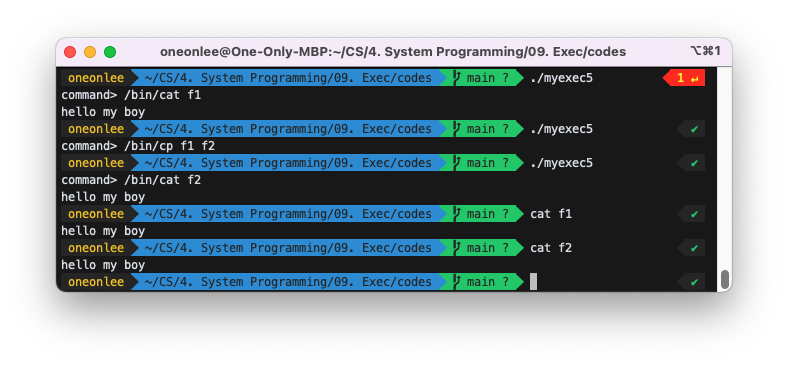 oneonlee@One-Only-MBP:~/CS/4. System Programming/09. Exec/codes ⌥⌘1
oneonlee ~/CS/4. System Programming/09. Exec/codes main ? ./myexec5 1 ↵
command> /bin/cat f1
hello my boy
oneonlee ~/CS/4. System Programming/09. Exec/codes main ? ./myexec5 ✔
command> /bin/cp f1 f2
oneonlee ~/CS/4. System Programming/09. Exec/codes main ? ./myexec5 ✔
command> /bin/cat f2
hello my boy
oneonlee ~/CS/4. System Programming/09. Exec/codes main ? cat f1 ✔
hello my boy
oneonlee ~/CS/4. System Programming/09. Exec/codes main ? cat f2 ✔
hello my boy
oneonlee ~/CS/4. System Programming/09. Exec/codes main ? ✔